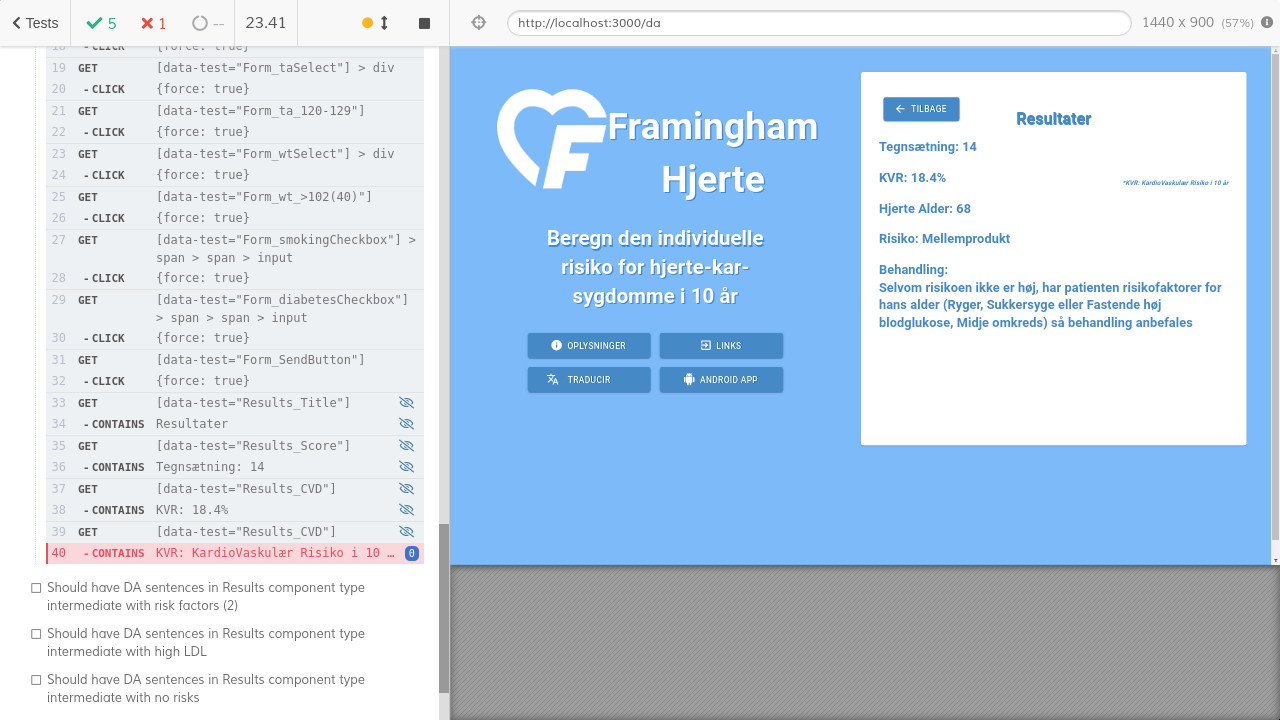 Tests
5
1
--
23.41
http://localhost:3000/da
1440 x 900 (57%)
18 - CLICK {force: true}
19 GET [data-test="Form_taSelect"] > div
20 - CLICK {force: true}
21 GET [data-test="Form_ta_120-129"]
22 - CLICK {force: true}
23 GET [data-test="Form_wtSelect"] > div
24 - CLICK {force: true}
25 GET [data-test="Form_wt_>102(40)"]
26 - CLICK {force: true}
27 GET [data-test="Form_smokingCheckbox"] >
span > span > input
28 - CLICK {force: true}
29 GET [data-test="Form_diabetesCheckbox"]
> span > span > input
30 - CLICK {force: true}
31 GET [data-test="Form_SendButton"]
32 - CLICK {force: true}
33 GET [data-test="Results_Title"]
34 - CONTAINS Resultater
35 GET [data-test="Results_Score"]
36 - CONTAINS Tegnsætning: 14
37 GET [data-test="Results_CVD"]
38 - CONTAINS KVR: 18.4%
39 GET [data-test="Results_CVD"]
40 - CONTAINS KVR: KardioVaskulær Risiko i 10 … 0
Should have DA sentences in Results component type
intermediate with risk factors (2)
Should have DA sentences in Results component type
intermediate with high LDL
Should have DA sentences in Results component type
intermediate with no risks
F
Framingham
Hjerte
Beregn den individuelle
risiko for hjerte-kar-
sygdomme i 10 år
OPLYSNINGER
LINKS
TRADUCIR
ANDROID APP
TILBAGE
Resultater
Tegnsætning: 14
KVR: 18.4%
*KVR: KardioVaskulær Risiko i 10 år
Hjerte Alder: 68
Risiko: Mellemprodukt
Behandling:
Selvom risikoen ikke er høj, har patienten risikofaktorer for
hans alder (Ryger, Sukkersyge eller Fastende høj
blodglukose, Midje omkreds) så behandling anbefales